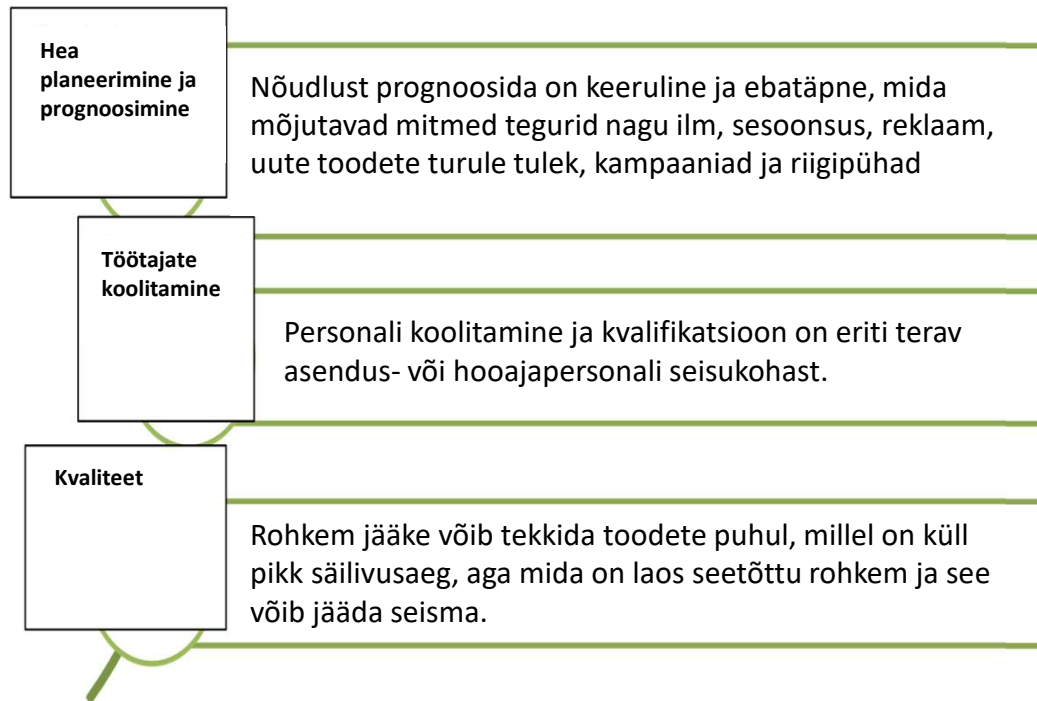 Hea
planeerimine ja
prognoosimine
Nõudlust prognoosida on keeruline ja ebatäpne, mida
mõjutavad mitmed tegurid nagu ilm, sesoonsus, reklaam,
uute toodete turule tulek, kampaaniad ja riigipühad
Töötajate
koolitamine
Personali koolitamine ja kvalifikatsioon on eriti terav
asendus- või hooajapersonali seisukohast.
Kvaliteet
Rohkem jääke võib tekkida toodete puhul, millel on küll
pikk säilivusaeg, aga mida on laos seetõttu rohkem ja see
võib jääda seisma.